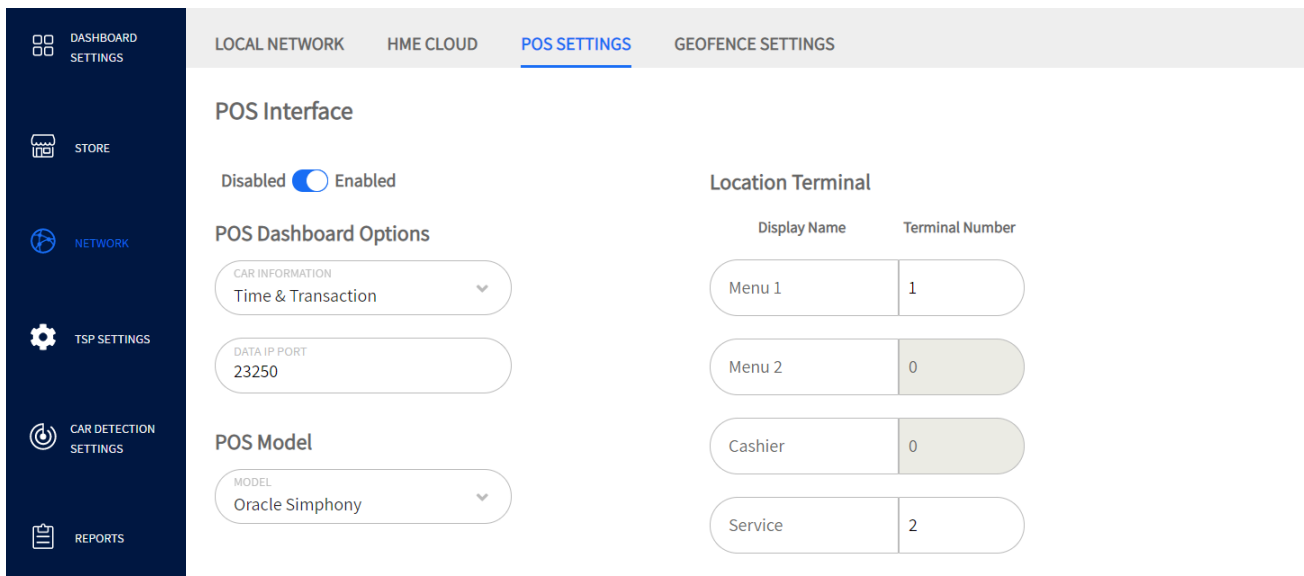 DASHBOARD
SETTINGS
STORE
NETWORK
TSP SETTINGS
CAR DETECTION
SETTINGS
REPORTS
LOCAL NETWORK HME CLOUD POS SETTINGS GEOFENCE SETTINGS
POS Interface
Disabled Enabled
POS Dashboard Options
CAR INFORMATION
Time & Transaction
DATA IP PORT
23250
POS Model
MODEL
Oracle Simphony
Location Terminal
Display Name Terminal Number
Menu 1 1
Menu 2 0
Cashier 0
Service 2